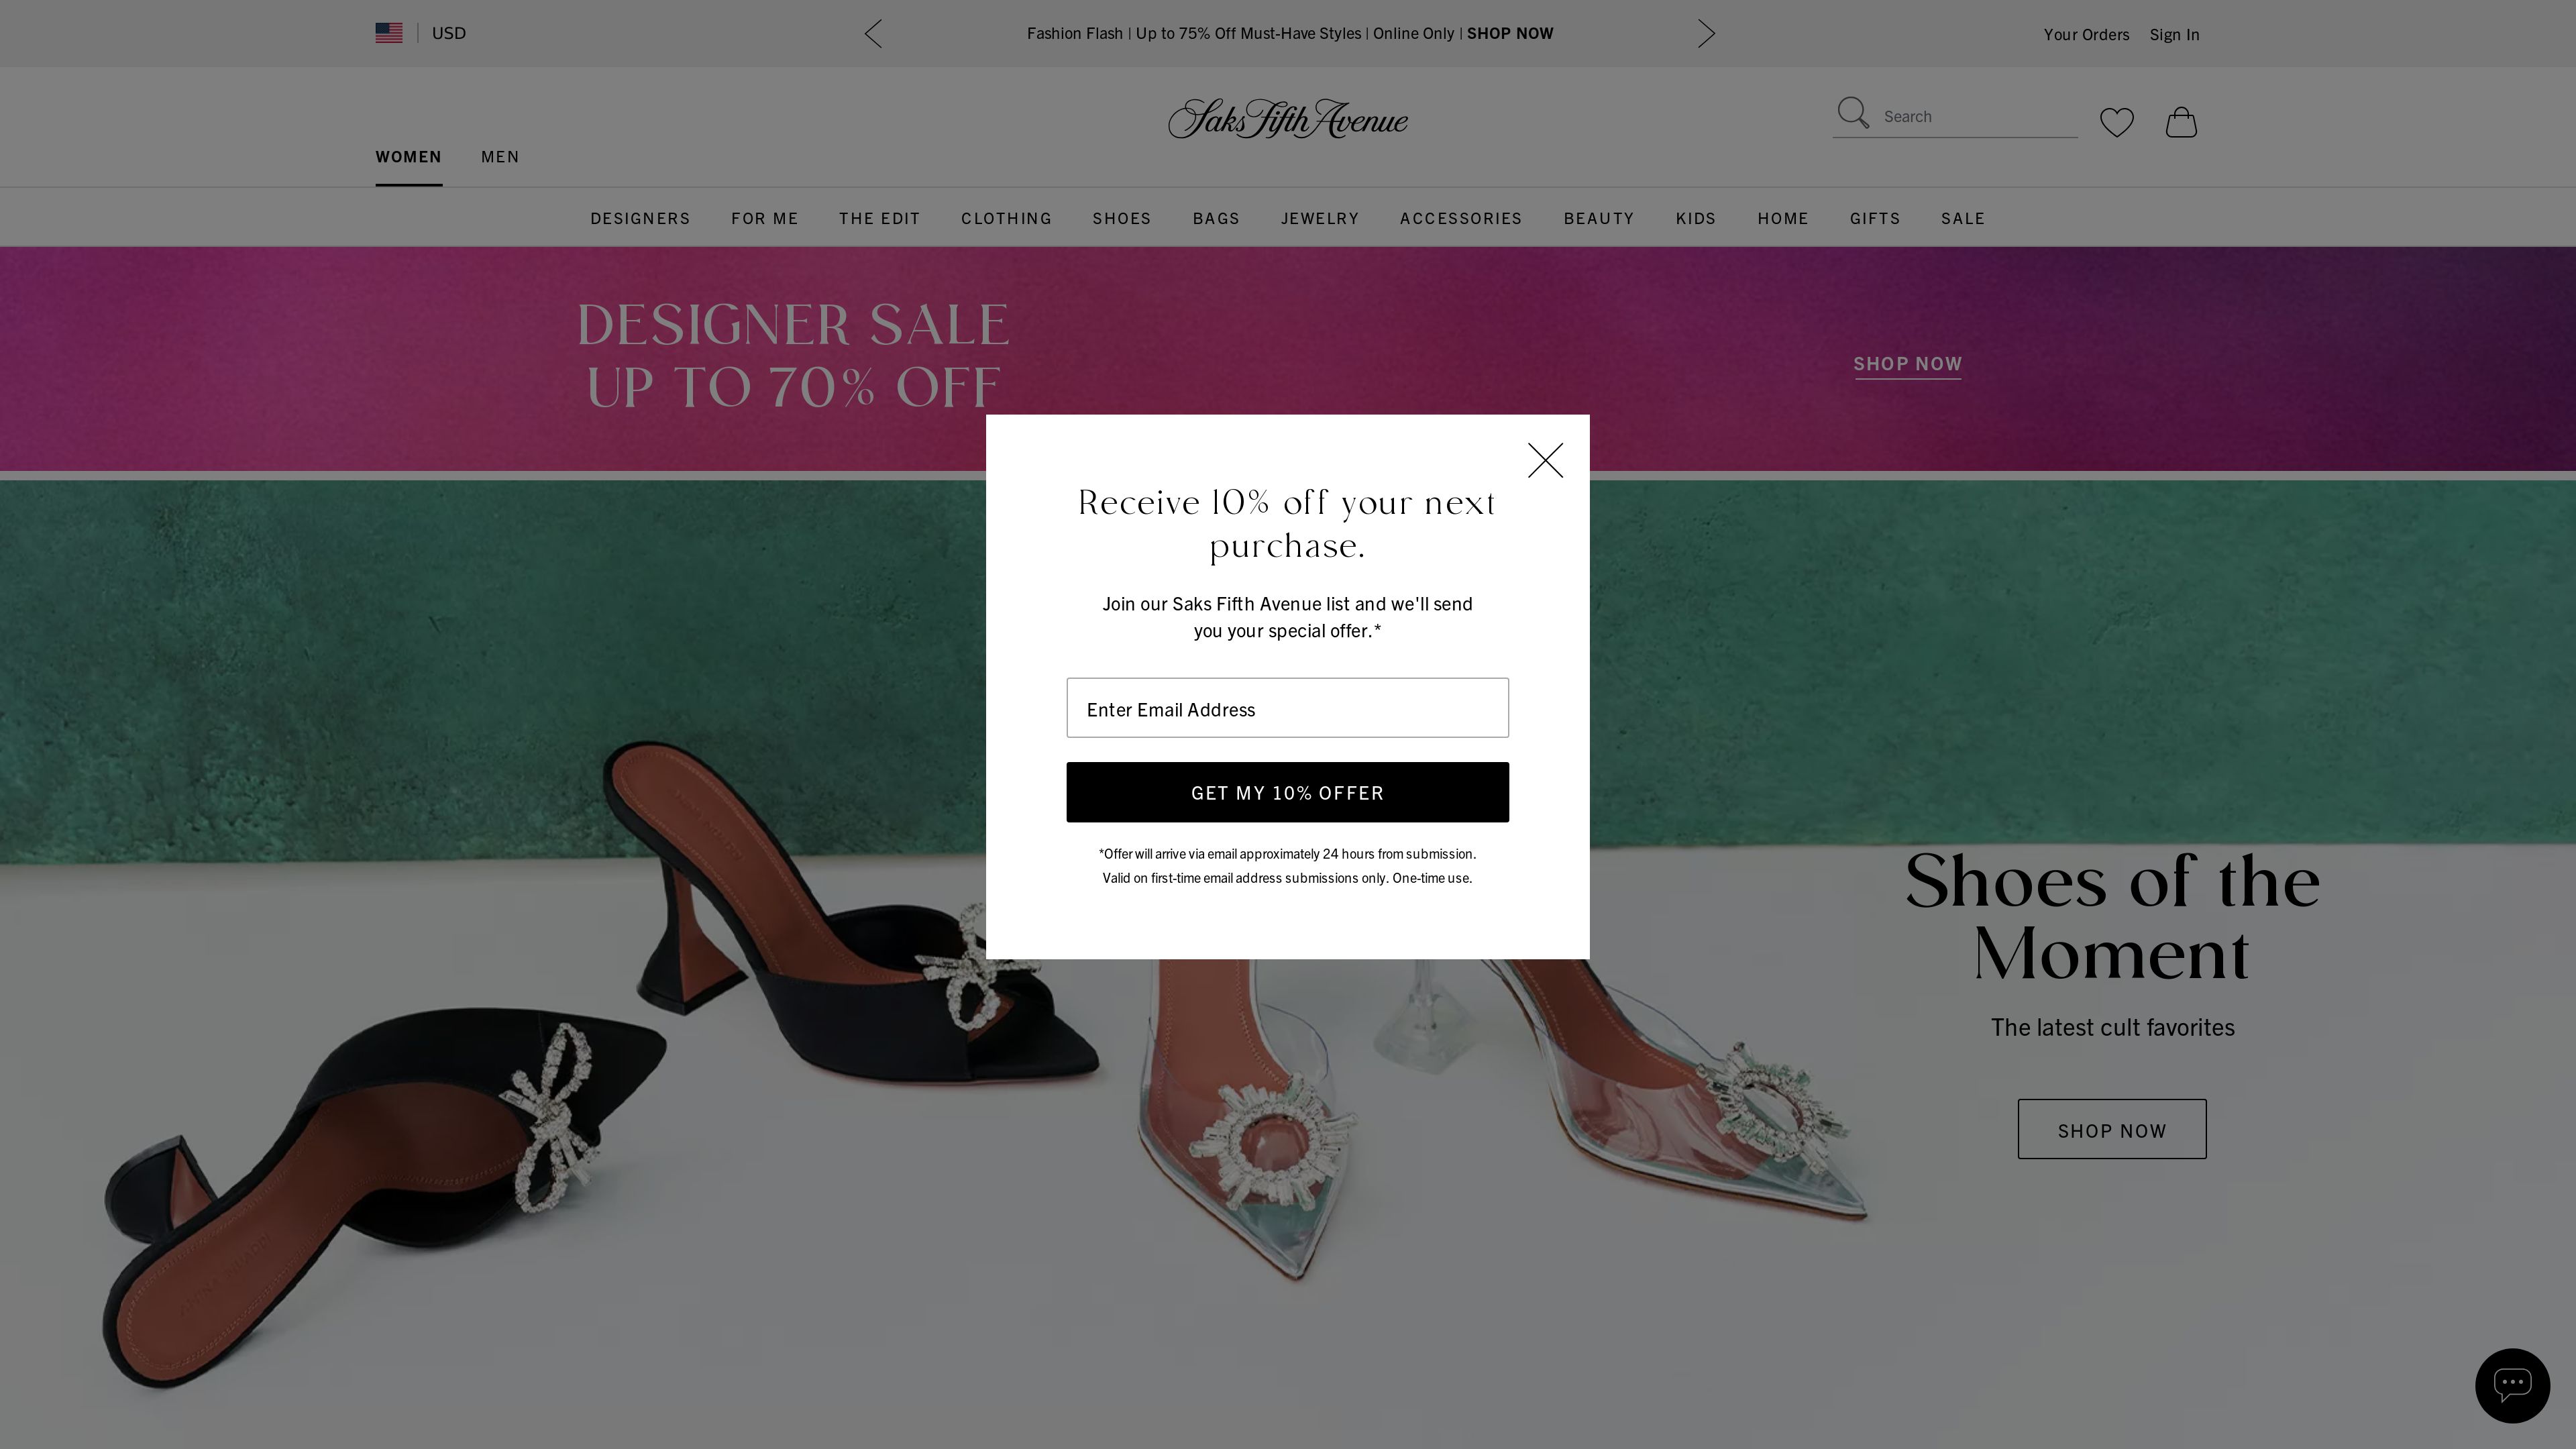 USD
Fashion Flash | Up to 75% Off Must-Have Styles | Online Only | SHOP NOW
Your Orders
Sign In
Saks Fifth Avenue
Search
WOMEN
MEN
DESIGNERS
FOR ME
THE EDIT
CLOTHING
SHOES
BAGS
JEWELRY
ACCESSORIES
BEAUTY
KIDS
HOME
GIFTS
SALE
DESIGNER SALE
UP TO 70% OFF
SHOP NOW
Receive 10% off your next
purchase.
Join our Saks Fifth Avenue list and we'll send
you your special offer.*
Enter Email Address
GET MY 10% OFFER
*Offer will arrive via email approximately 24 hours from submission.
Valid on first-time email address submissions only. One-time use.
Shoes of the
Moment
The latest cult favorites
SHOP NOW